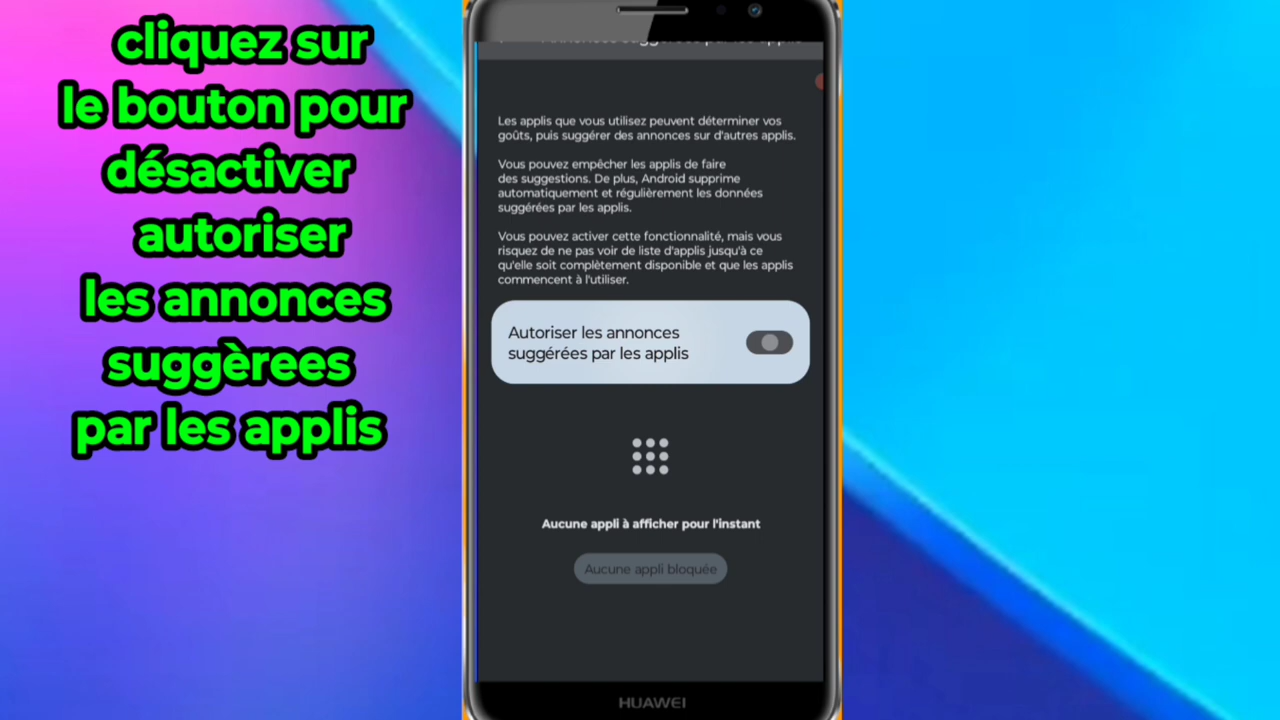 cliquez sur
le bouton pour
désactiver
autoriser
les annonces
suggèrees
par les applis
Les applis que vous utilisez peuvent déterminer vos
goûts, puis suggérer des annonces sur d'autres applis.
Vous pouvez empêcher les applis de faire
des suggestions. De plus, Android supprime
automatiquement et régulièrement les données
suggérées par les applis.
Vous pouvez activer cette fonctionnalité, mais vous
risquez de ne pas voir de liste d'applis jusqu'à ce
qu'elle soit complètement disponible et que les applis
commencent à l'utiliser.
Autoriser les annonces
suggérées par les applis
Aucune appli à afficher pour l'instant
Aucune appli bloquée
HUAWEI